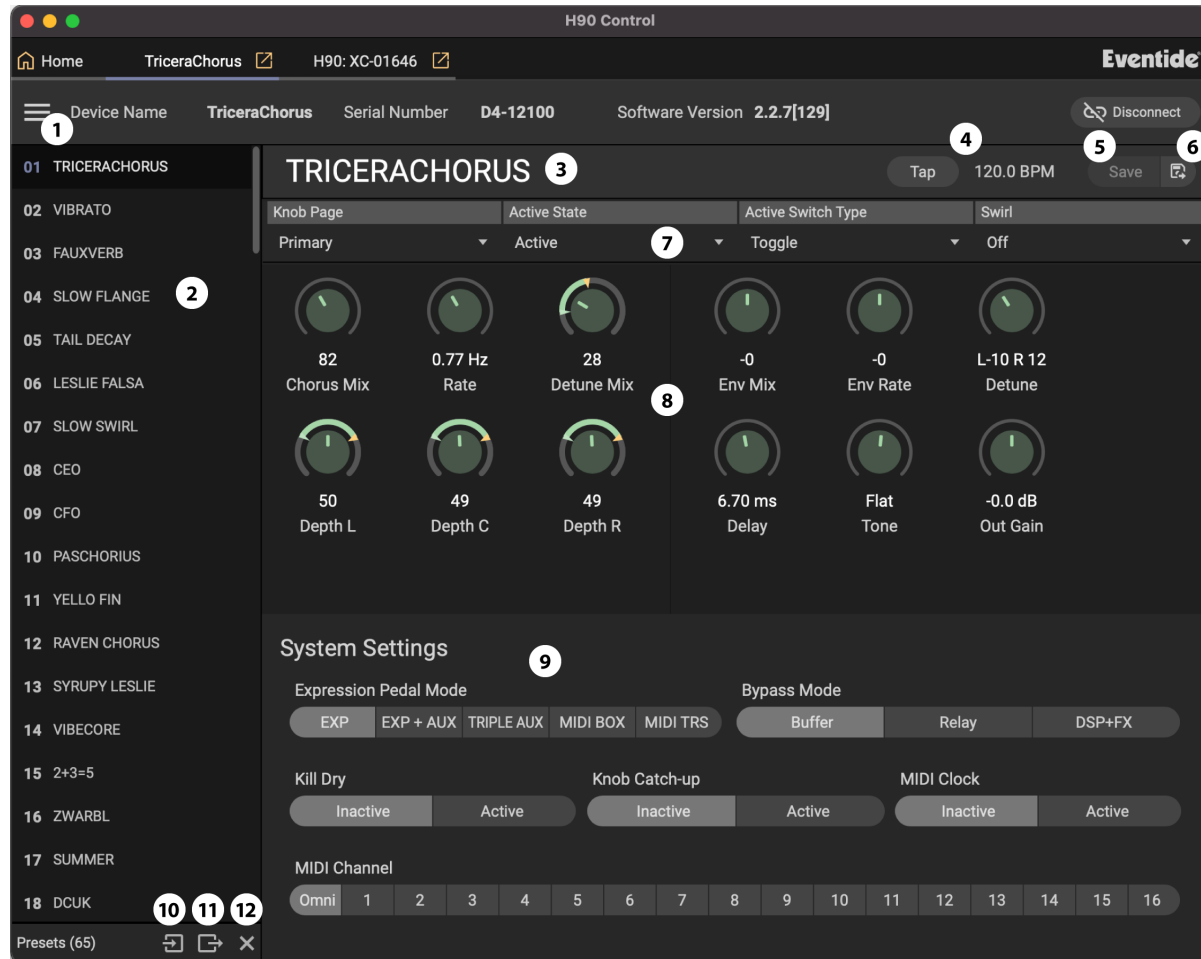 H90 Control
Home TriceraChorus H90: XC-01646 Eventide
Device Name TriceraChorus Serial Number D4-12100 Software Version 2.2.7[129] Disconnect
1 4 5 6
01 TRICERACHORUS TRICERACHORUS 3 Tap 120.0 BPM Save
02 VIBRATO
Knob Page Active State Active Switch Type Swirl
Primary Active 7 Toggle Off
03 FAUXVERB
04 SLOW FLANGE 2
05 TAIL DECAY
82 0.77 Hz 28 -0 -0 L-10 R 12
06 LESLIE FALSA
Chorus Mix Rate Detune Mix Env Mix Env Rate Detune
8
07 SLOW SWIRL
08 CEO
50 49 49 6.70 ms Flat -0.0 dB
09 CFO
Depth L Depth C Depth R Delay Tone Out Gain
10 PASCHORIUS
11 YELLO FIN
12 RAVEN CHORUS
System Settings 9
13 SYRUPY LESLIE
Expression Pedal Mode Bypass Mode
14 VIBECORE
EXP EXP + AUX TRIPLE AUX MIDI BOX MIDI TRS Buffer Relay DSP+FX
15 2+3=5
Kill Dry Knob Catch-up MIDI Clock
16 ZWARBL
Inactive Active Inactive Active Inactive Active
17 SUMMER
MIDI Channel
18 DCUK
Omni 1 2 3 4 5 6 7 8 9 10 11 12 13 14 15 16
10 11 12
Presets (65)